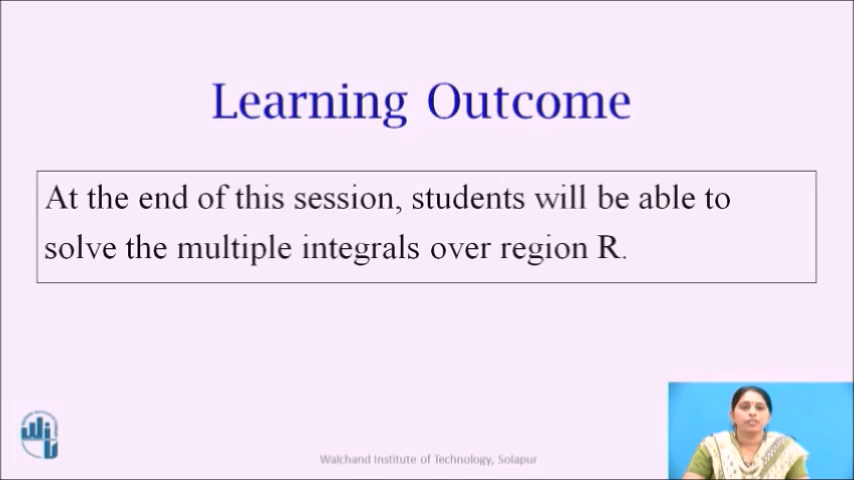 Learning Outcome
At the end of this session, students will be able to
solve the multiple integrals over region R.
Walchand Institute of Technology, Solapur